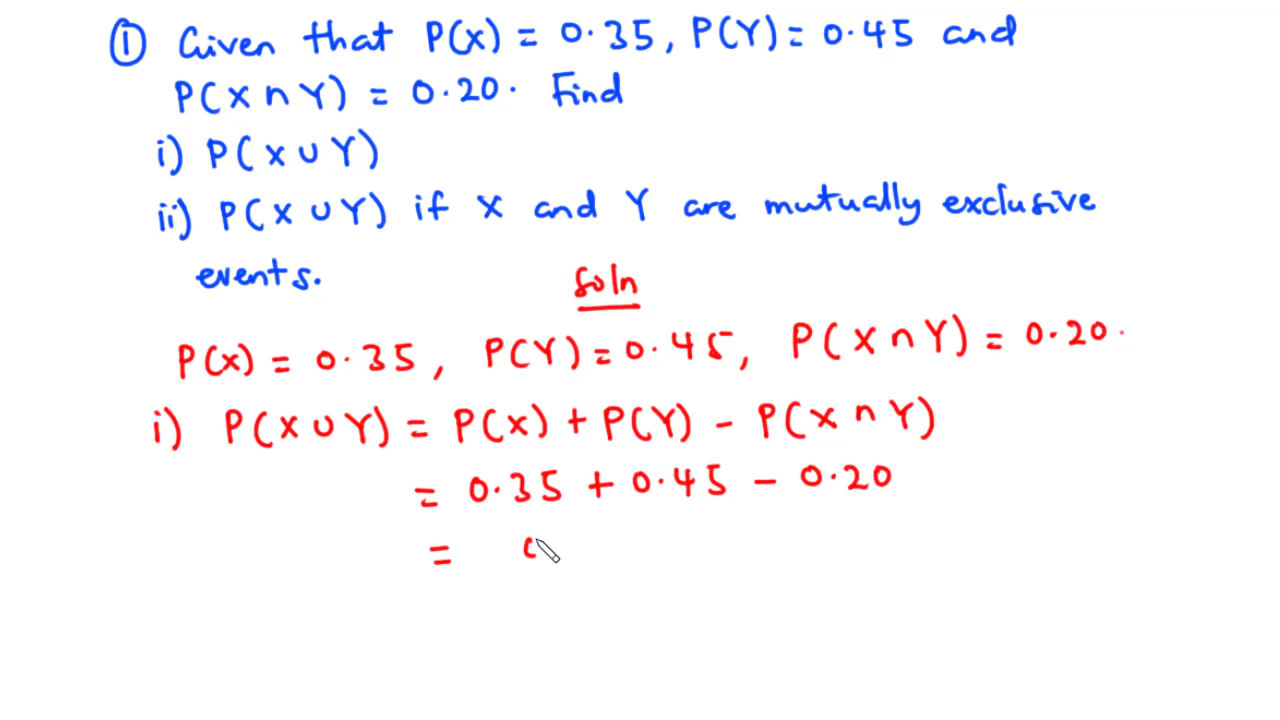 ① Given that P(X) = 0.35, P(Y) = 0.45 and
P(X ∩ Y) = 0.20. Find
i) P(X ∪ Y)
ii) P(X ∪ Y) if X and Y are mutually exclusive
events.
Soln
P(X) = 0.35, P(Y) = 0.45, P(X ∩ Y) = 0.20.
i) P(X ∪ Y) = P(X) + P(Y) - P(X ∩ Y)
= 0.35 + 0.45 - 0.20
=